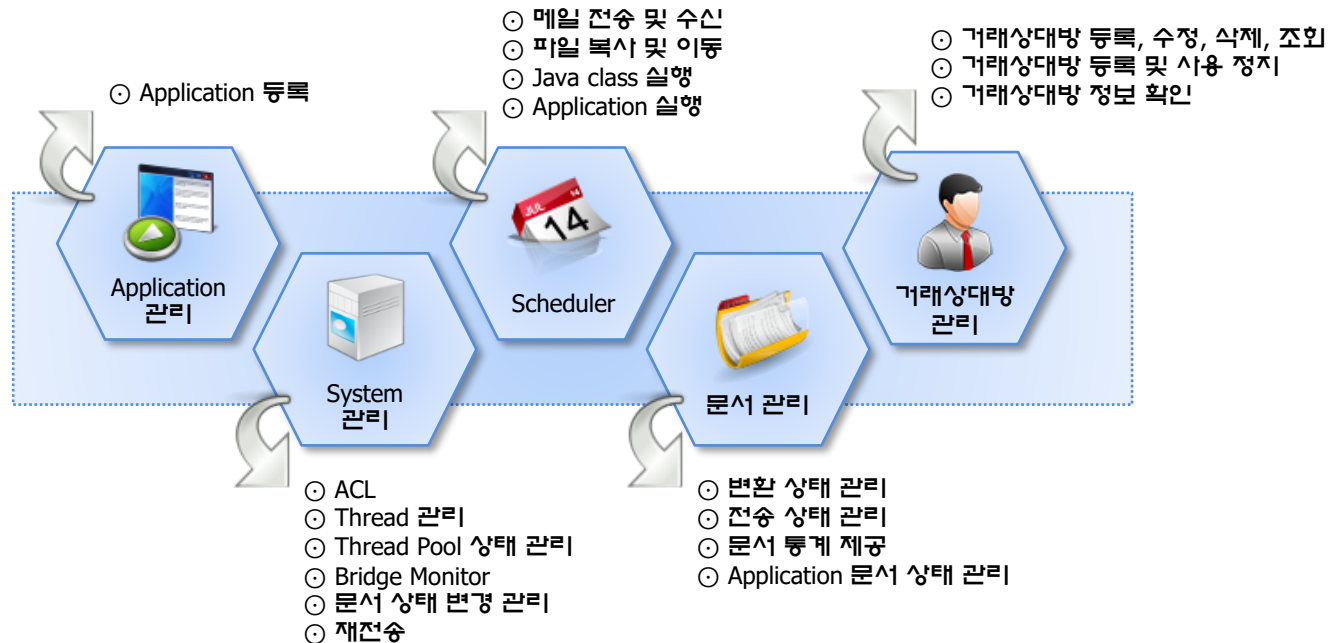 ⊙ Application 등록
⊙ 메일 전송 및 수신
⊙ 파일 복사 및 이동
⊙ Java class 실행
⊙ Application 실행
⊙ 거래상대방 등록, 수정, 삭제, 조회
⊙ 거래상대방 등록 및 사용 정지
⊙ 거래상대방 정보 확인
Application
관리
System
관리
JUL
14
14
Scheduler
문서 관리
거래상대방
관리
⊙ ACL
⊙ Thread 관리
⊙ Thread Pool 상태 관리
⊙ Bridge Monitor
⊙ 문서 상태 변경 관리
⊙ 재전송
⊙ 변환 상태 관리
⊙ 전송 상태 관리
⊙ 문서 통계 제공
⊙ Application 문서 상태 관리